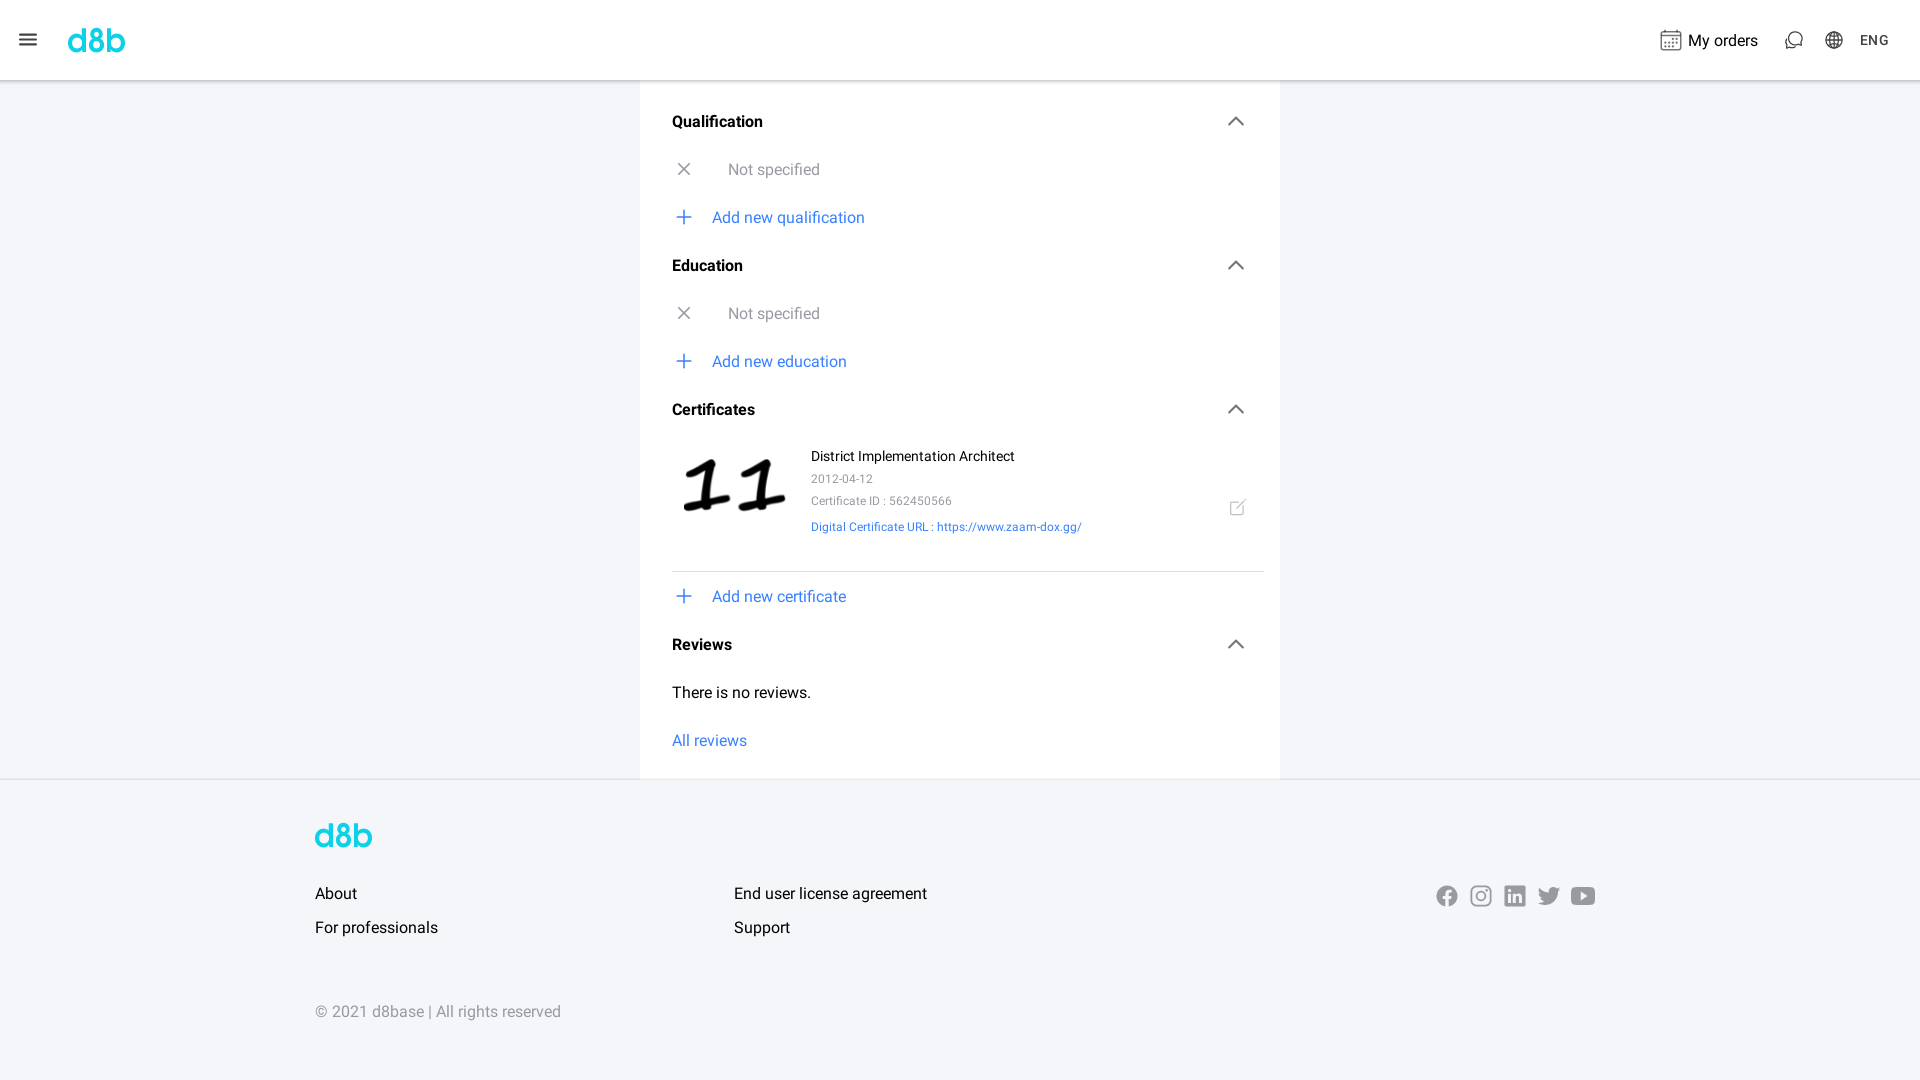 d8b
My orders
ENG
Qualification
Not specified
Add new qualification
Education
Not specified
Add new education
Certificates
11
District Implementation Architect
2012-04-12
Certificate ID : 562450566
Digital Certificate URL : https://www.zaam-dox.gg/
Add new certificate
Reviews
There is no reviews.
All reviews
d8b
About
End user license agreement
For professionals
Support
© 2021 d8base | All rights reserved